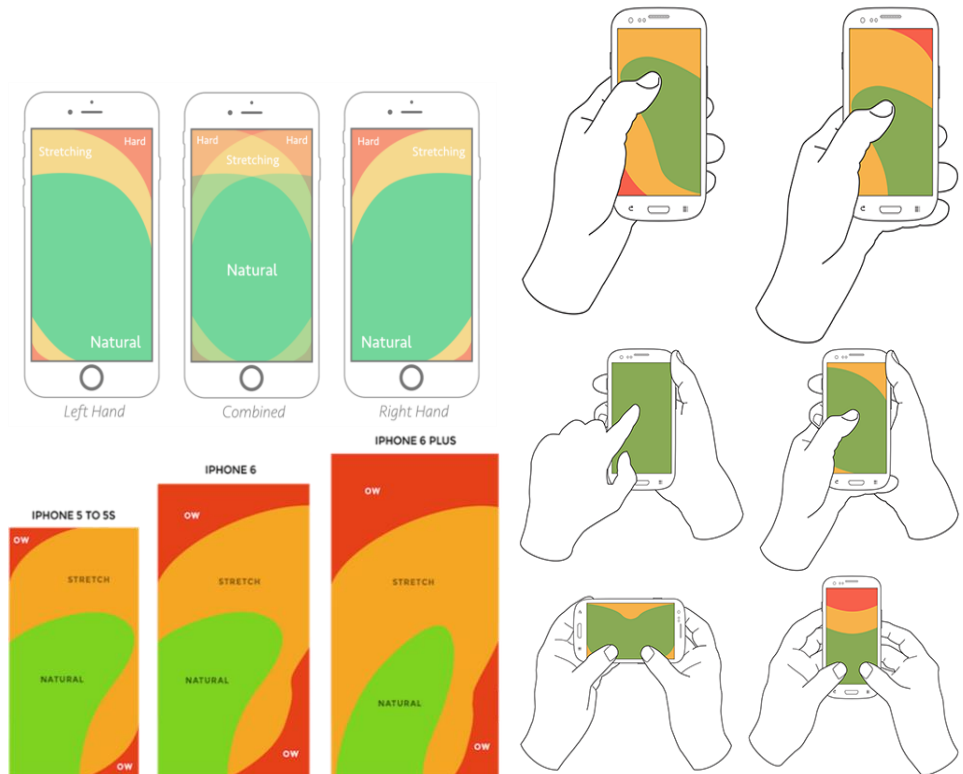 Hard
Stretching
Natural
Left Hand
Hard
Hard
Stretching
Natural
Combined
Hard
Stretching
Natural
Right Hand
IPHONE 5 TO 5S
OW
STRETCH
NATURAL
OW
IPHONE 6
OW
STRETCH
NATURAL
OW
IPHONE 6 PLUS
OW
STRETCH
NATURAL
OW